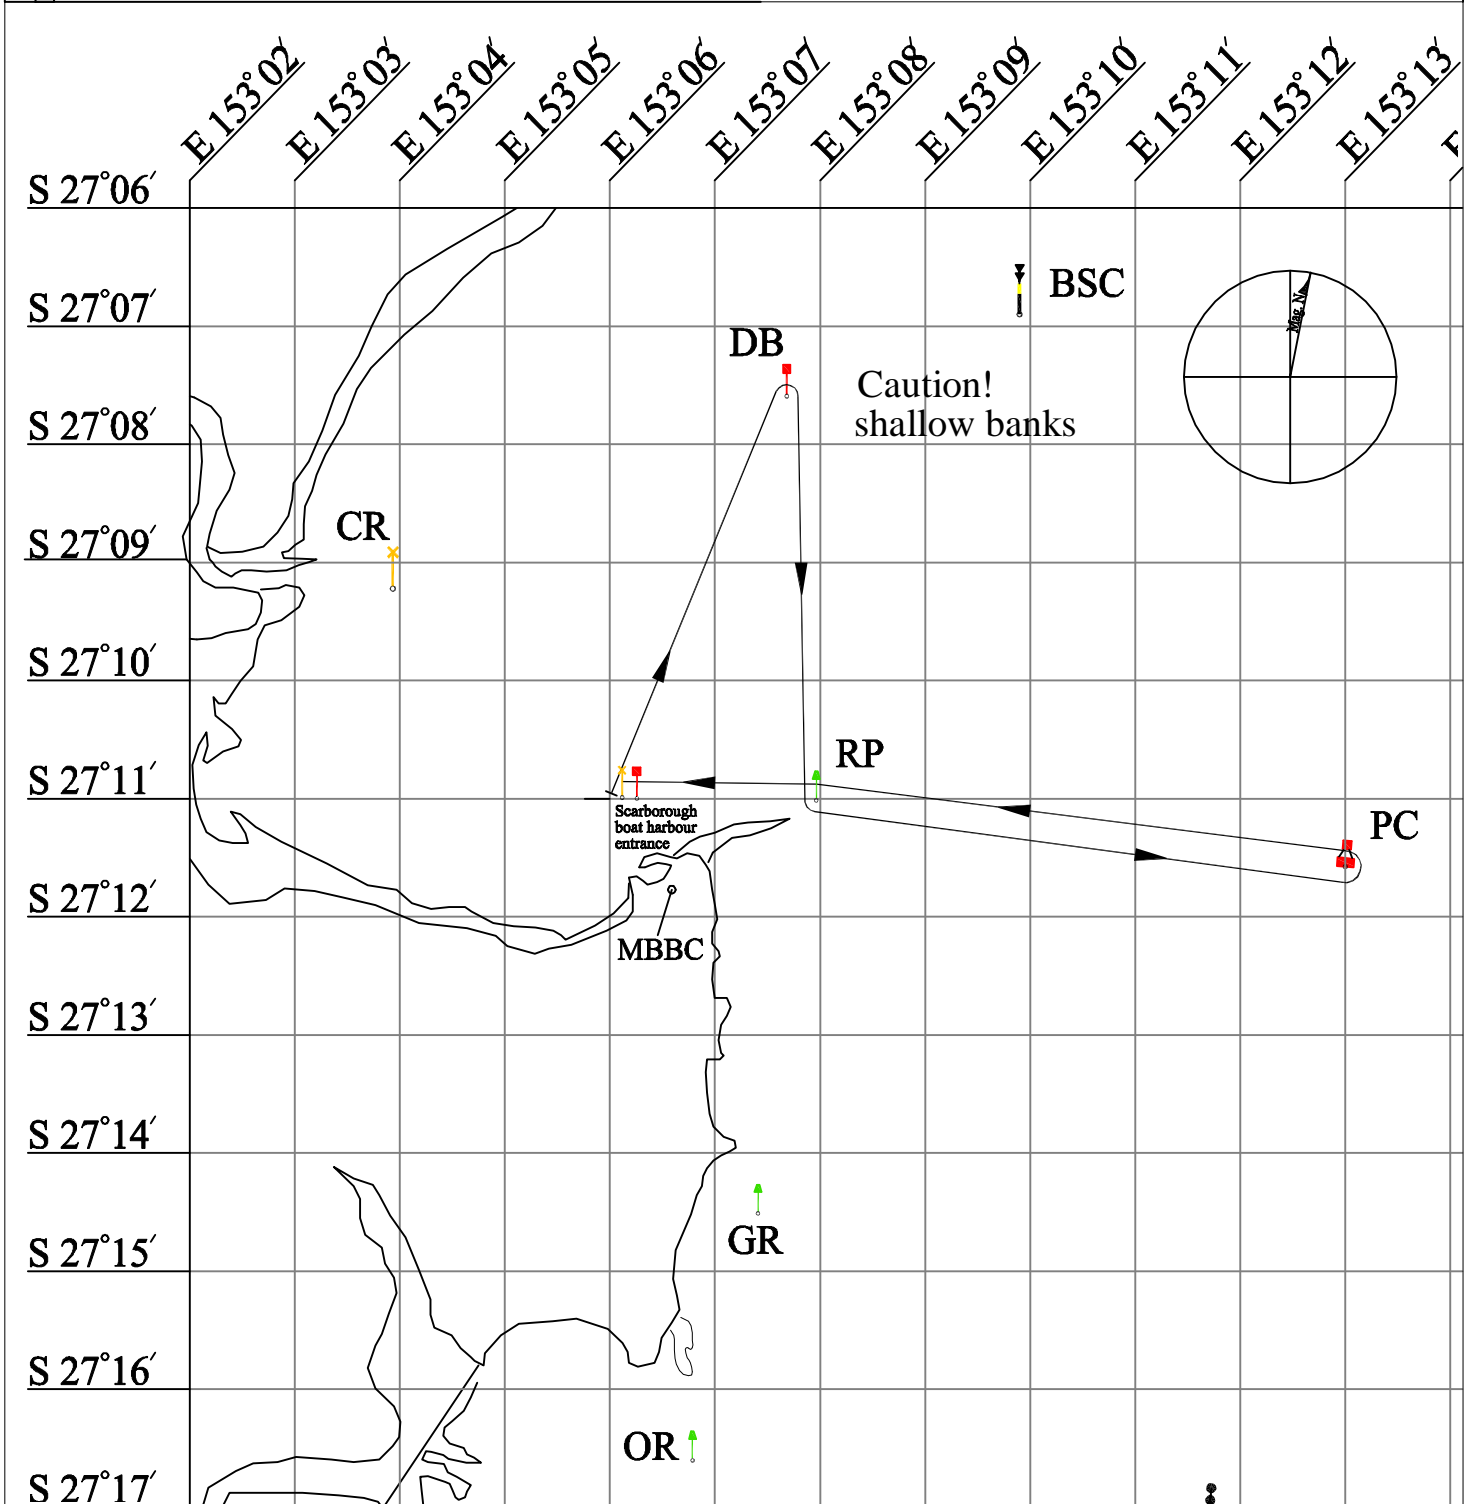 E 153°02′
E 153°03′
E 153°04′
E 153°05′
E 153°06′
E 153°07′
E 153°08′
E 153°09′
E 153°10′
E 153°11′
E 153°12′
E 153°13′
S 27°06′
BSC
Mag. N
S 27°07′
DB
Caution!
shallow banks
S 27°08′
CR
S 27°09′
S 27°10′
RP
S 27°11′
Scarborough
boat harbour
entrance
PC
S 27°12′
MBBC
S 27°13′
S 27°14′
GR
S 27°15′
S 27°16′
OR
S 27°17′